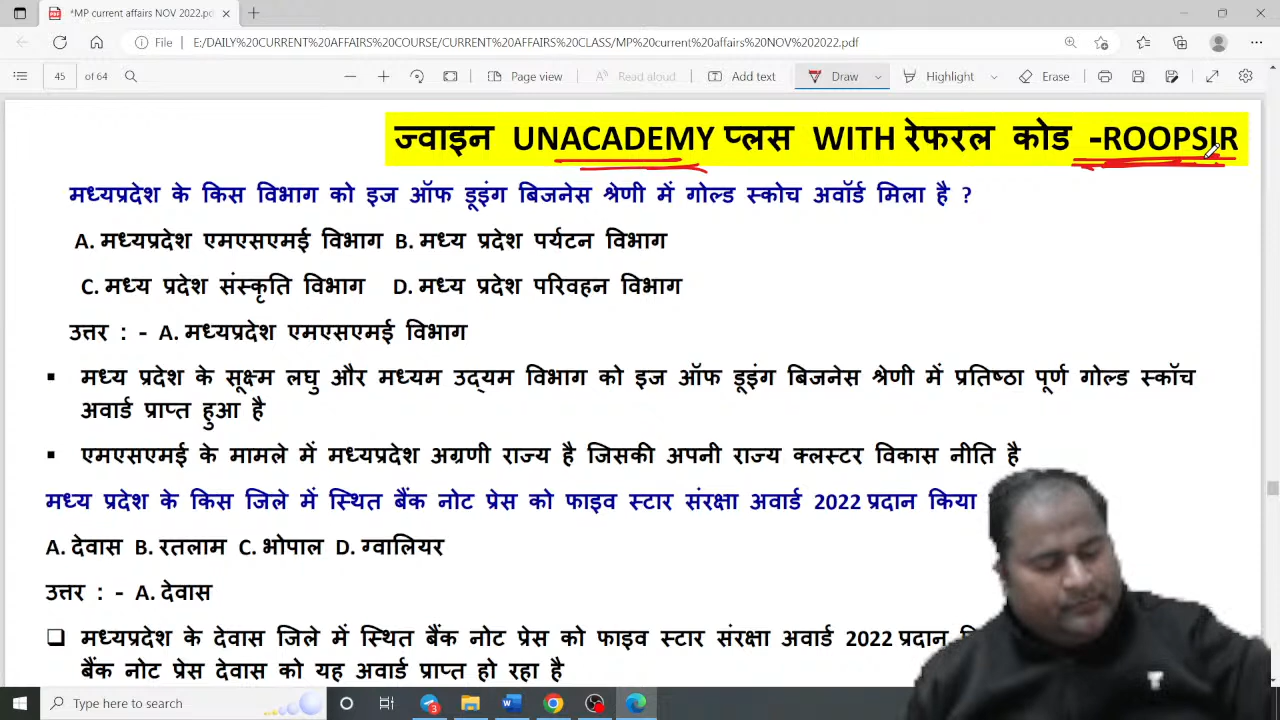 *MP current affairs NOV 2022.pd
File E:/DAILY%20CURRENT%20AFFAIRS%20COURSE/CURRENT%20AFFAIRS%20CLASS/MP%20current%20affairs%20NOV%202022.pdf
45 of 64 Page view Read aloud Add text Draw Highlight Erase
ज्वाइन UNACADEMY प्लस WITH रेफरल कोड -ROOPSIR
मध्यप्रदेश के किस विभाग को इज ऑफ डूइंग बिजनेस श्रेणी में गोल्ड स्कोच अवॉर्ड मिला है ?
A. मध्यप्रदेश एमएसएमई विभाग B. मध्य प्रदेश पर्यटन विभाग
C. मध्य प्रदेश संस्कृति विभाग D. मध्य प्रदेश परिवहन विभाग
उत्तर : - A. मध्यप्रदेश एमएसएमई विभाग
▪ मध्य प्रदेश के सूक्ष्म लघु और मध्यम उद्यम विभाग को इज ऑफ डूइंग बिजनेस श्रेणी में प्रतिष्ठा पूर्ण गोल्ड स्कॉच
अवार्ड प्राप्त हुआ है
▪ एमएसएमई के मामले में मध्यप्रदेश अग्रणी राज्य है जिसकी अपनी राज्य क्लस्टर विकास नीति है
मध्य प्रदेश के किस जिले में स्थित बैंक नोट प्रेस को फाइव स्टार संरक्षा अवार्ड 2022 प्रदान किया
A. देवास B. रतलाम C. भोपाल D. ग्वालियर
उत्तर : - A. देवास
❑ मध्यप्रदेश के देवास जिले में स्थित बैंक नोट प्रेस को फाइव स्टार संरक्षा अवार्ड 2022 प्रदान
बैंक नोट प्रेस देवास को यह अवार्ड प्राप्त हो रहा है
Type here to search 3